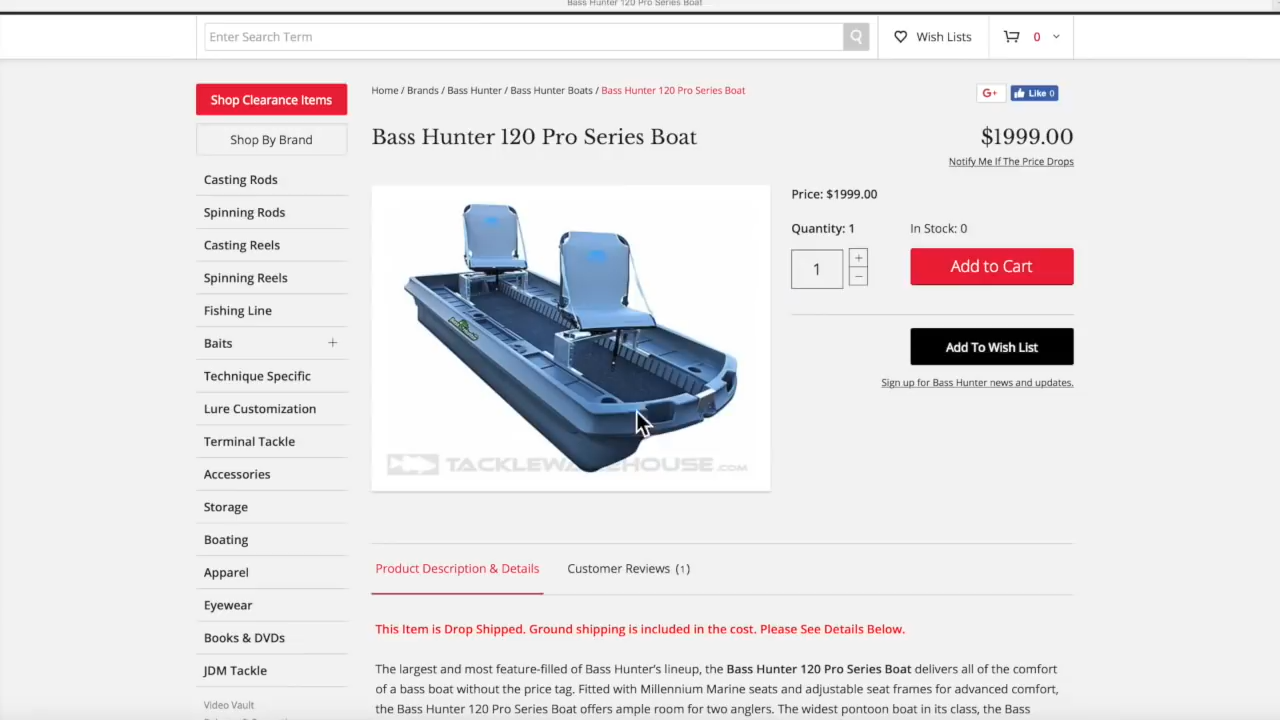 Bass Hunter 120 Pro Series Boat
Enter Search Term
Wish Lists
0
Shop Clearance Items
Shop By Brand
Casting Rods
Spinning Rods
Casting Reels
Spinning Reels
Fishing Line
Baits +
Technique Specific
Lure Customization
Terminal Tackle
Accessories
Storage
Boating
Apparel
Eyewear
Books & DVDs
JDM Tackle
Video Vault
Home / Brands / Bass Hunter / Bass Hunter Boats / Bass Hunter 120 Pro Series Boat
G+ Like 0
Bass Hunter 120 Pro Series Boat
$1999.00
Notify Me If The Price Drops
TACKLEWAREHOUSE.COM
Price: $1999.00
Quantity: 1
In Stock: 0
1
+
−
Add to Cart
Add To Wish List
Sign up for Bass Hunter news and updates.
Product Description & Details
Customer Reviews (1)
This Item is Drop Shipped. Ground shipping is included in the cost. Please See Details Below.
The largest and most feature-filled of Bass Hunter's lineup, the Bass Hunter 120 Pro Series Boat delivers all of the comfort
of a bass boat without the price tag. Fitted with Millennium Marine seats and adjustable seat frames for advanced comfort,
the Bass Hunter 120 Pro Series Boat offers ample room for two anglers. The widest pontoon boat in its class, the Bass